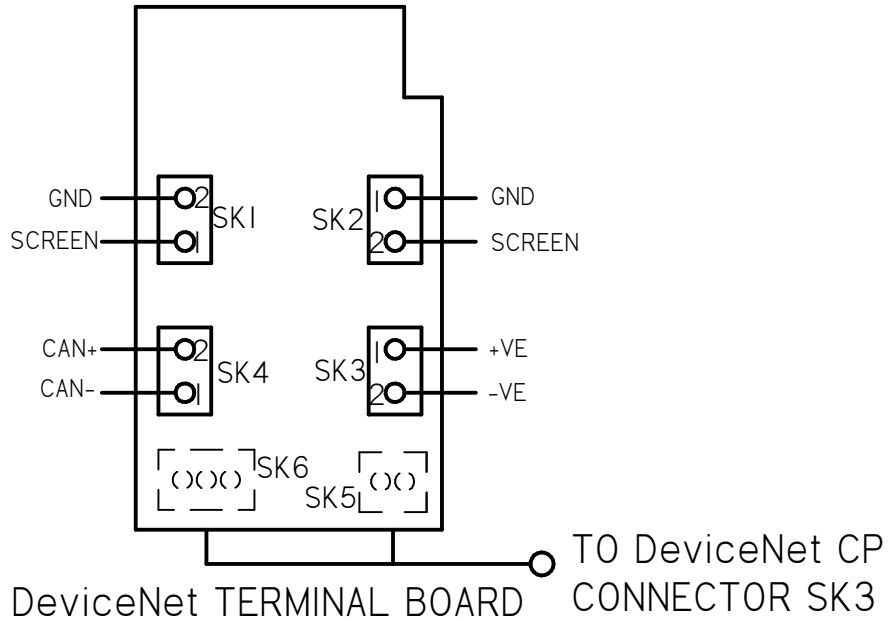 GND 2 1 GND
SK1 SK2
SCREEN 1 2 SCREEN
CAN+ 2 1 +VE
SK4 SK3
CAN- 1 2 -VE
SK6
SK5
TO DeviceNet CP
CONNECTOR SK3
DeviceNet TERMINAL BOARD